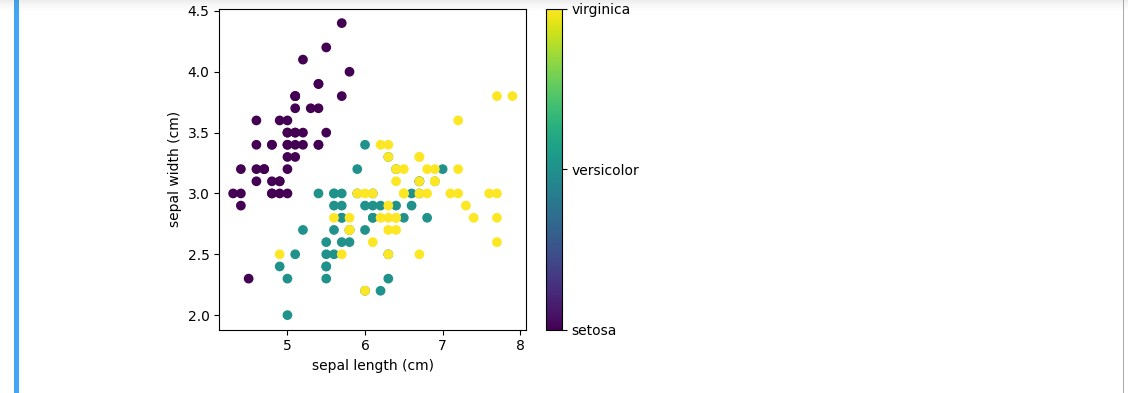 4.5
4.0
3.5
3.0
2.5
2.0
sepal width (cm)
5 6 7 8
sepal length (cm)
virginica
versicolor
setosa